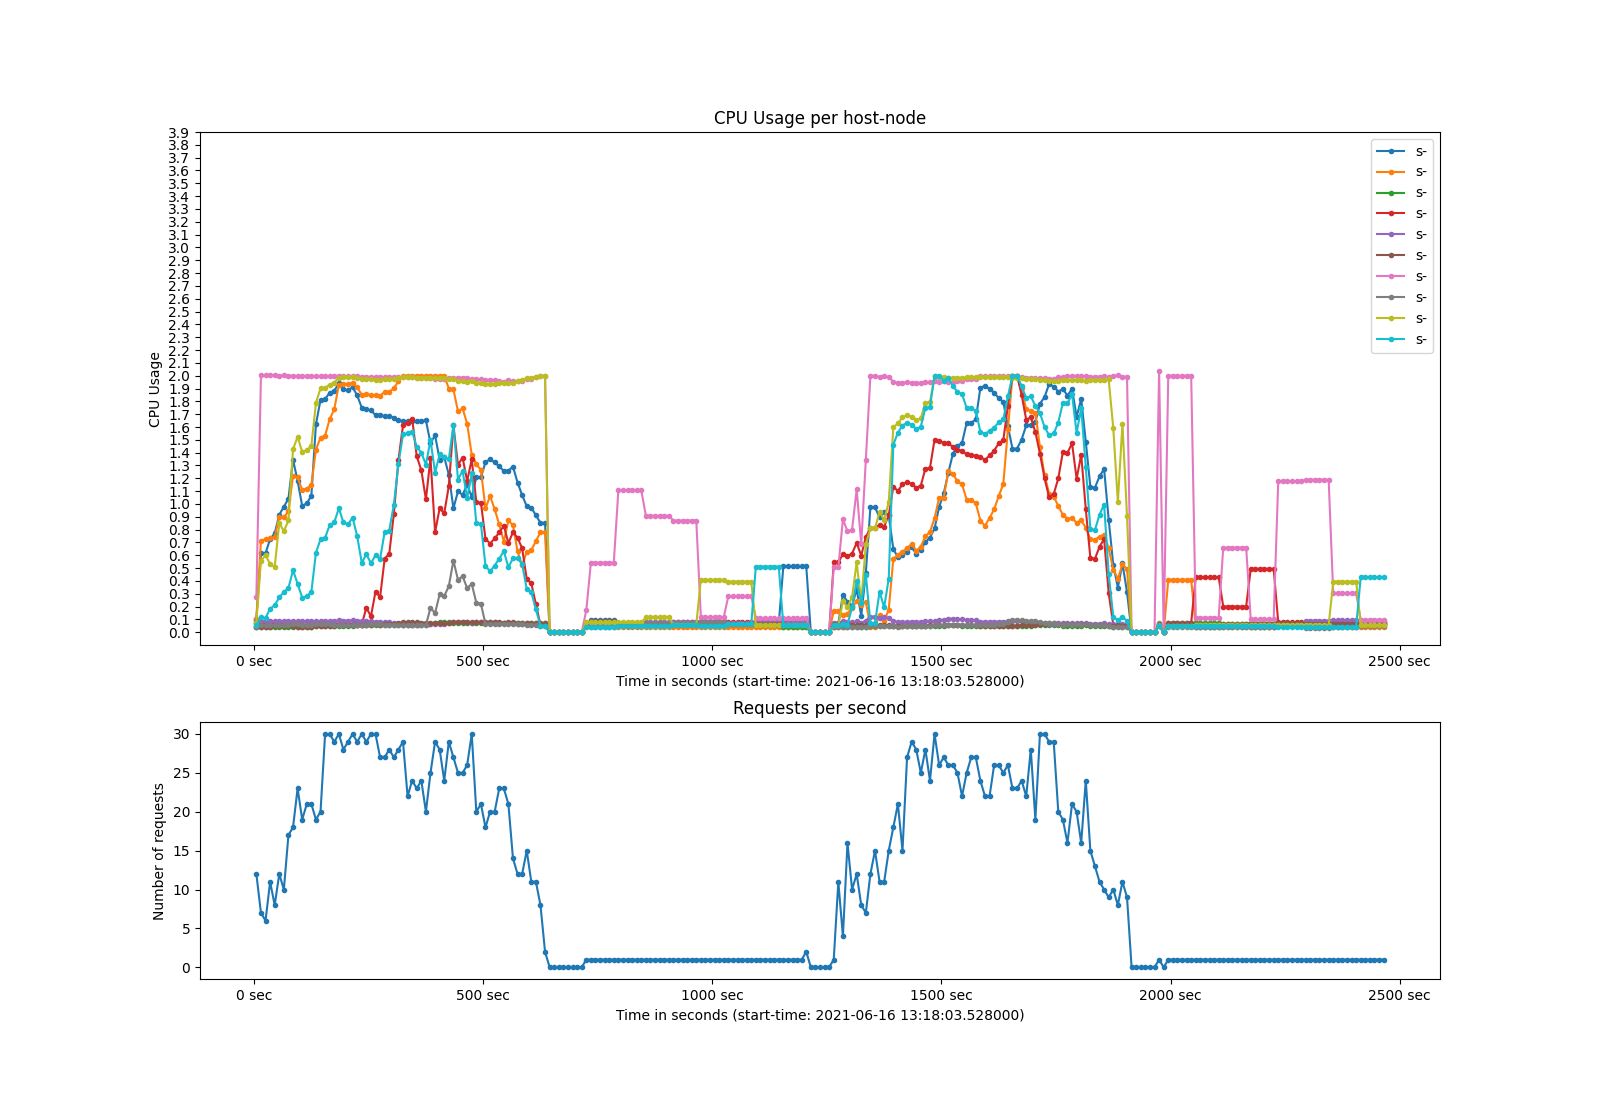 CPU Usage per host-node
CPU Usage
3.9
3.8
3.7
3.6
3.5
3.4
3.3
3.2
3.1
3.0
2.9
2.8
2.7
2.6
2.5
2.4
2.3
2.2
2.1
2.0
1.9
1.8
1.7
1.6
1.5
1.4
1.3
1.2
1.1
1.0
0.9
0.8
0.7
0.6
0.5
0.4
0.3
0.2
0.1
0.0
s-
s-
s-
s-
s-
s-
s-
s-
s-
s-
0 sec 500 sec 1000 sec 1500 sec 2000 sec 2500 sec
Time in seconds (start-time: 2021-06-16 13:18:03.528000)
Requests per second
Number of requests
30
25
20
15
10
5
0
0 sec 500 sec 1000 sec 1500 sec 2000 sec 2500 sec
Time in seconds (start-time: 2021-06-16 13:18:03.528000)